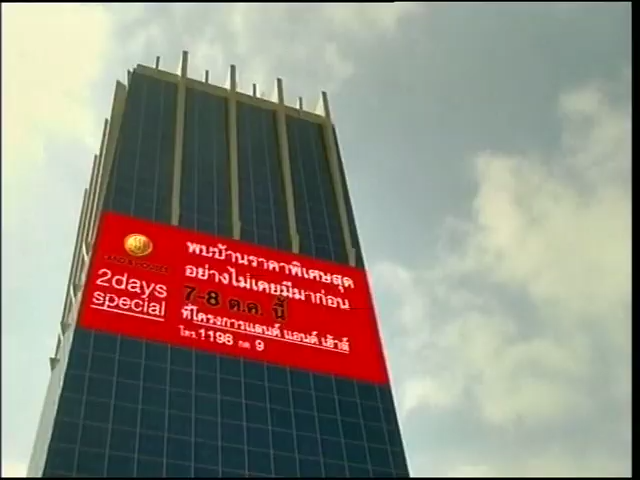 LAND & HOUSES
2days
special
พบบ้านราคาพิเศษสุด
อย่างไม่เคยมีมาก่อน
7-8 ต.ค. นี้
ที่โครงการแลนด์ แอนด์ เฮ้าส์
โทร.1198 กด 9